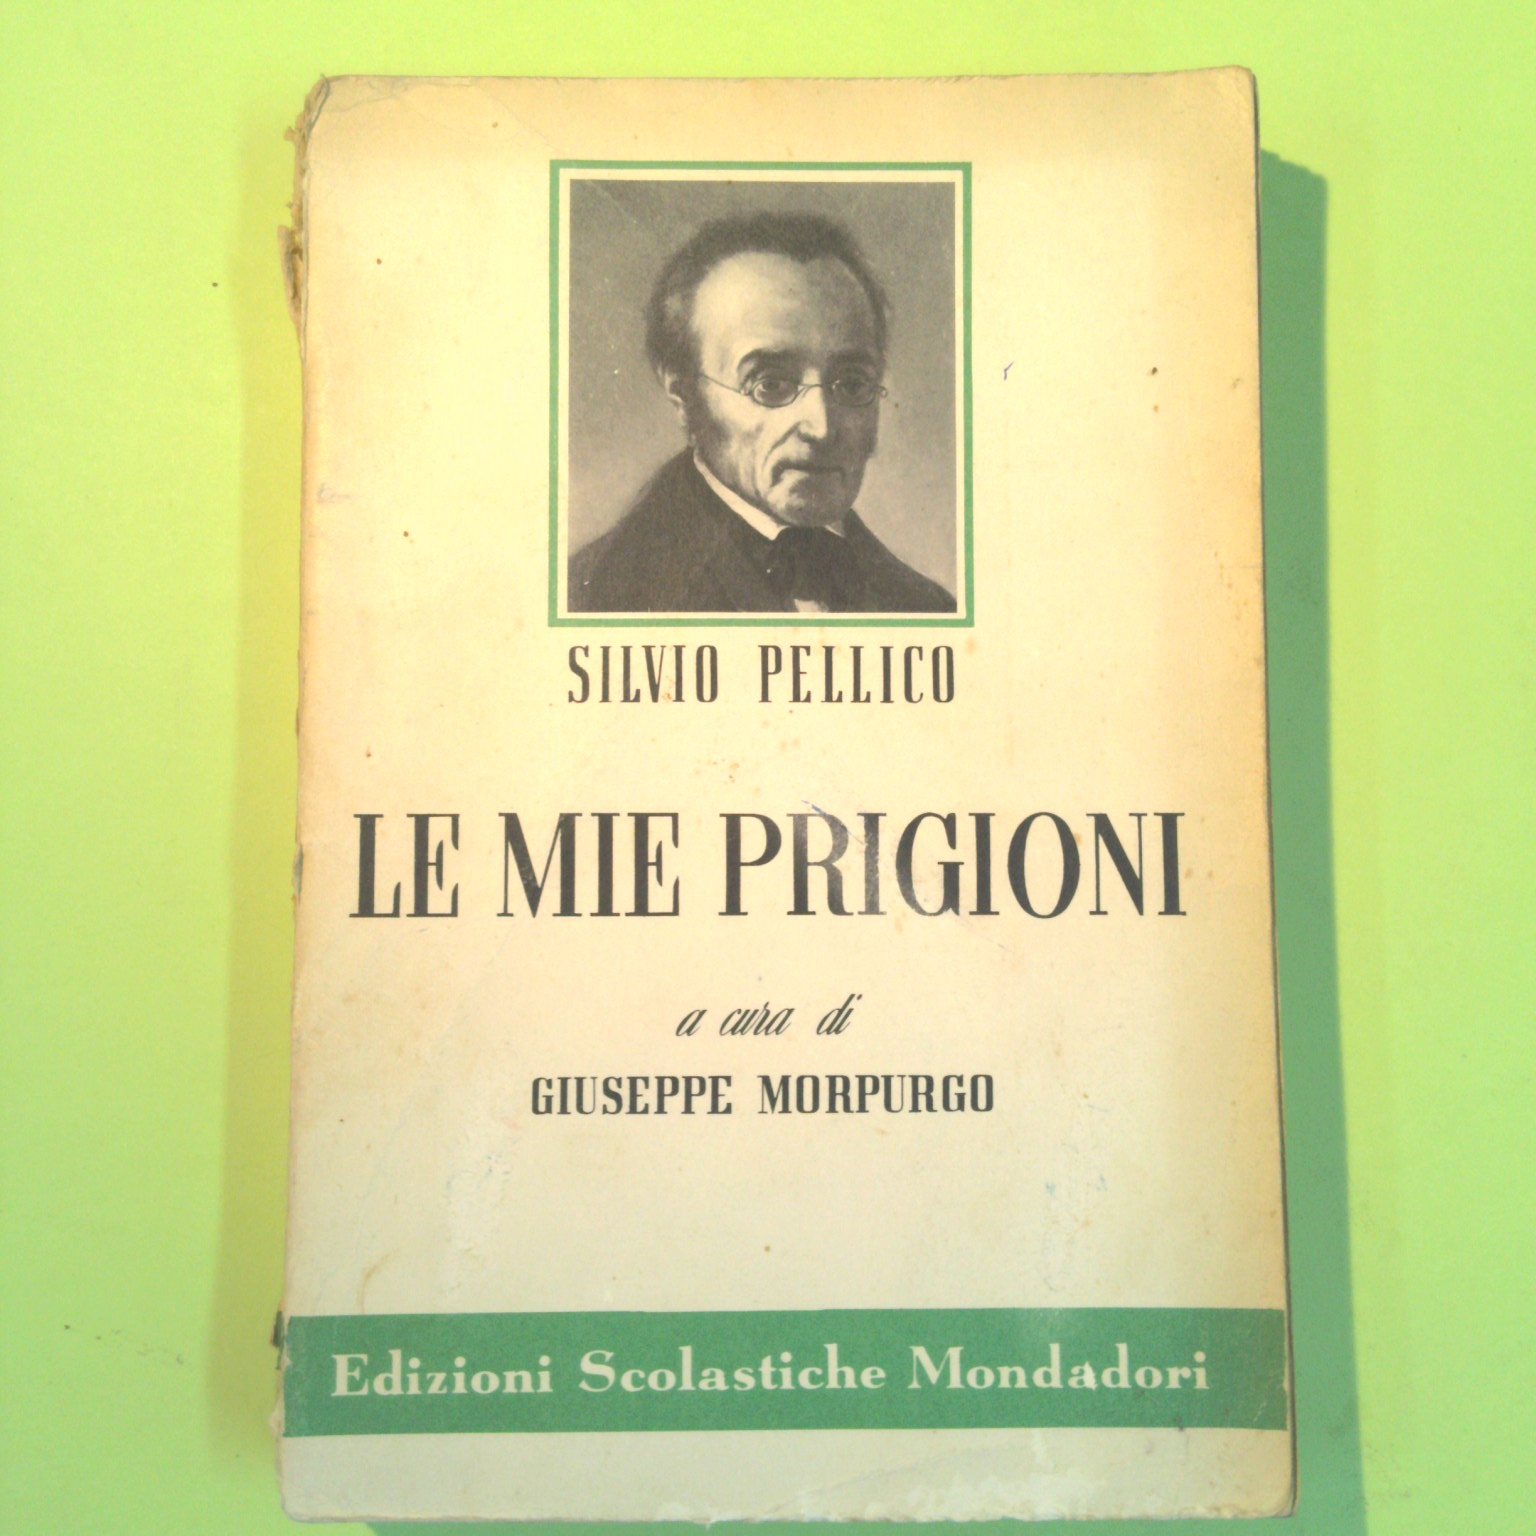 SILVIO PELLICO
LE MIE PRIGIONI
a cura di
GIUSEPPE MORPURGO
Edizioni Scolastiche Mondadori